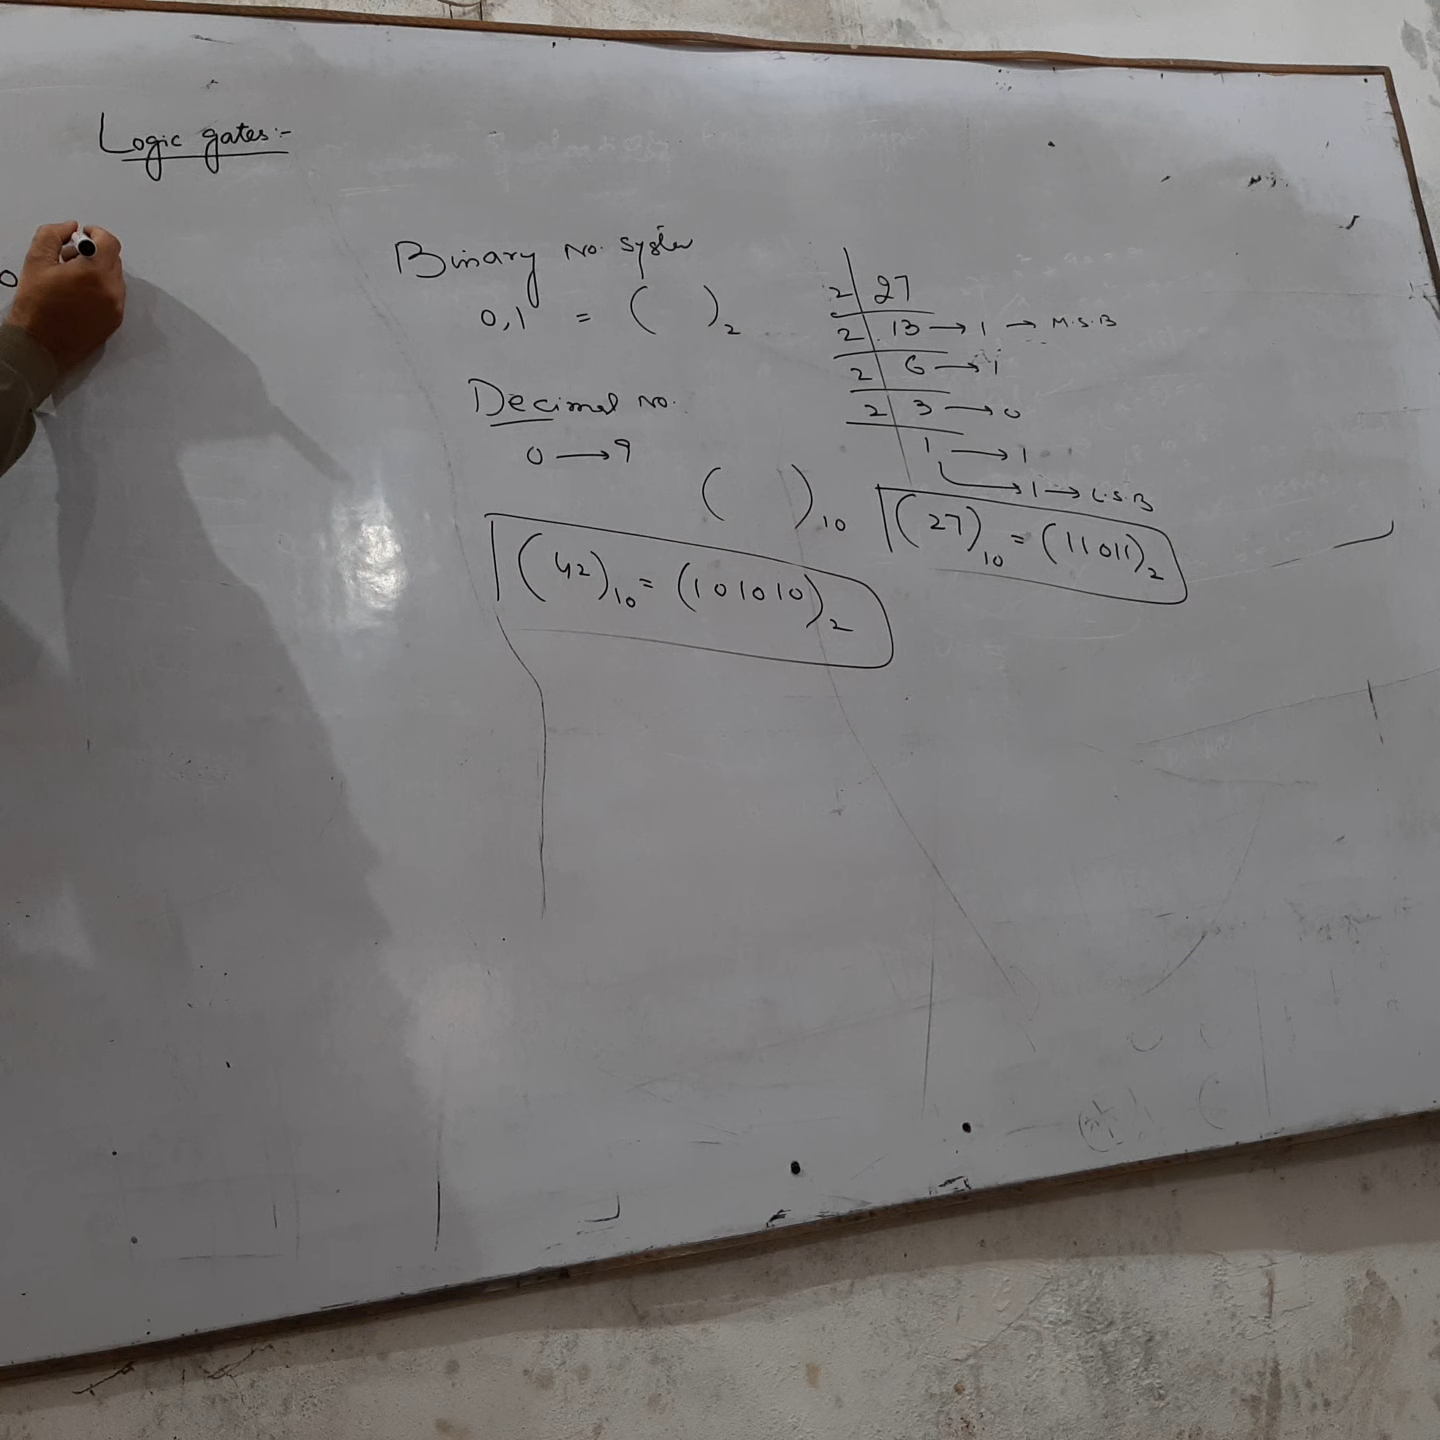 Logic gates:-
Binary No. system
0,1 = ( )2
Decimal No.
0 → 9
( )10
(42)10 = (101010)2
2 27
2 13 → 1 → M.S.B
2 6 → 1
2 3 → 0
1 → 1
→ 1 → L.S.B
(27)10 = (11011)2